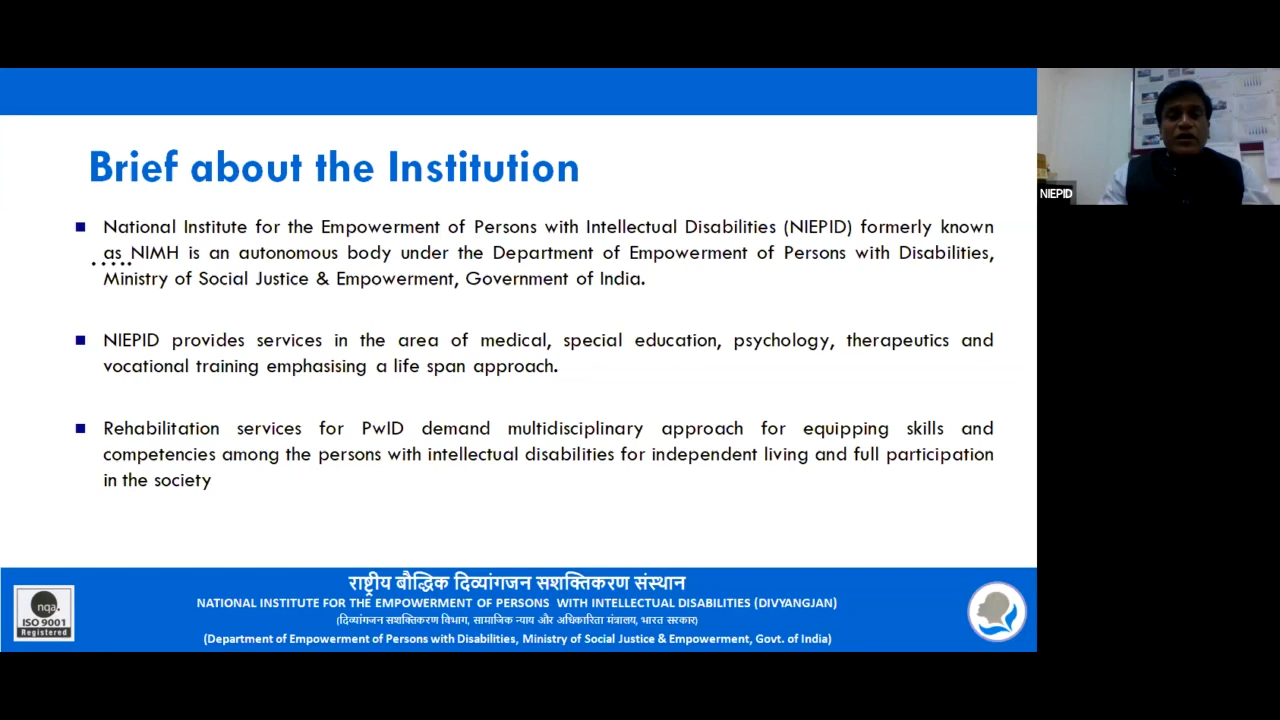 Brief about the Institution
National Institute for the Empowerment of Persons with Intellectual Disabilities (NIEPID) formerly known
as NIMH is an autonomous body under the Department of Empowerment of Persons with Disabilities,
.....
Ministry of Social Justice & Empowerment, Government of India.
NIEPID provides services in the area of medical, special education, psychology, therapeutics and
vocational training emphasising a life span approach.
Rehabilitation services for PwID demand multidisciplinary approach for equipping skills and
competencies among the persons with intellectual disabilities for independent living and full participation
in the society
राष्ट्रीय बौद्धिक दिव्यांगजन सशक्तिकरण संस्थान
NATIONAL INSTITUTE FOR THE EMPOWERMENT OF PERSONS WITH INTELLECTUAL DISABILITIES (DIVYANGJAN)
(दिव्यांगजन सशक्तिकरण विभाग, सामाजिक न्याय और अधिकारिता मंत्रालय, भारत सरकार)
(Department of Empowerment of Persons with Disabilities, Ministry of Social Justice & Empowerment, Govt. of India)
nqa.
ISO 9001
Registered
NIEPID